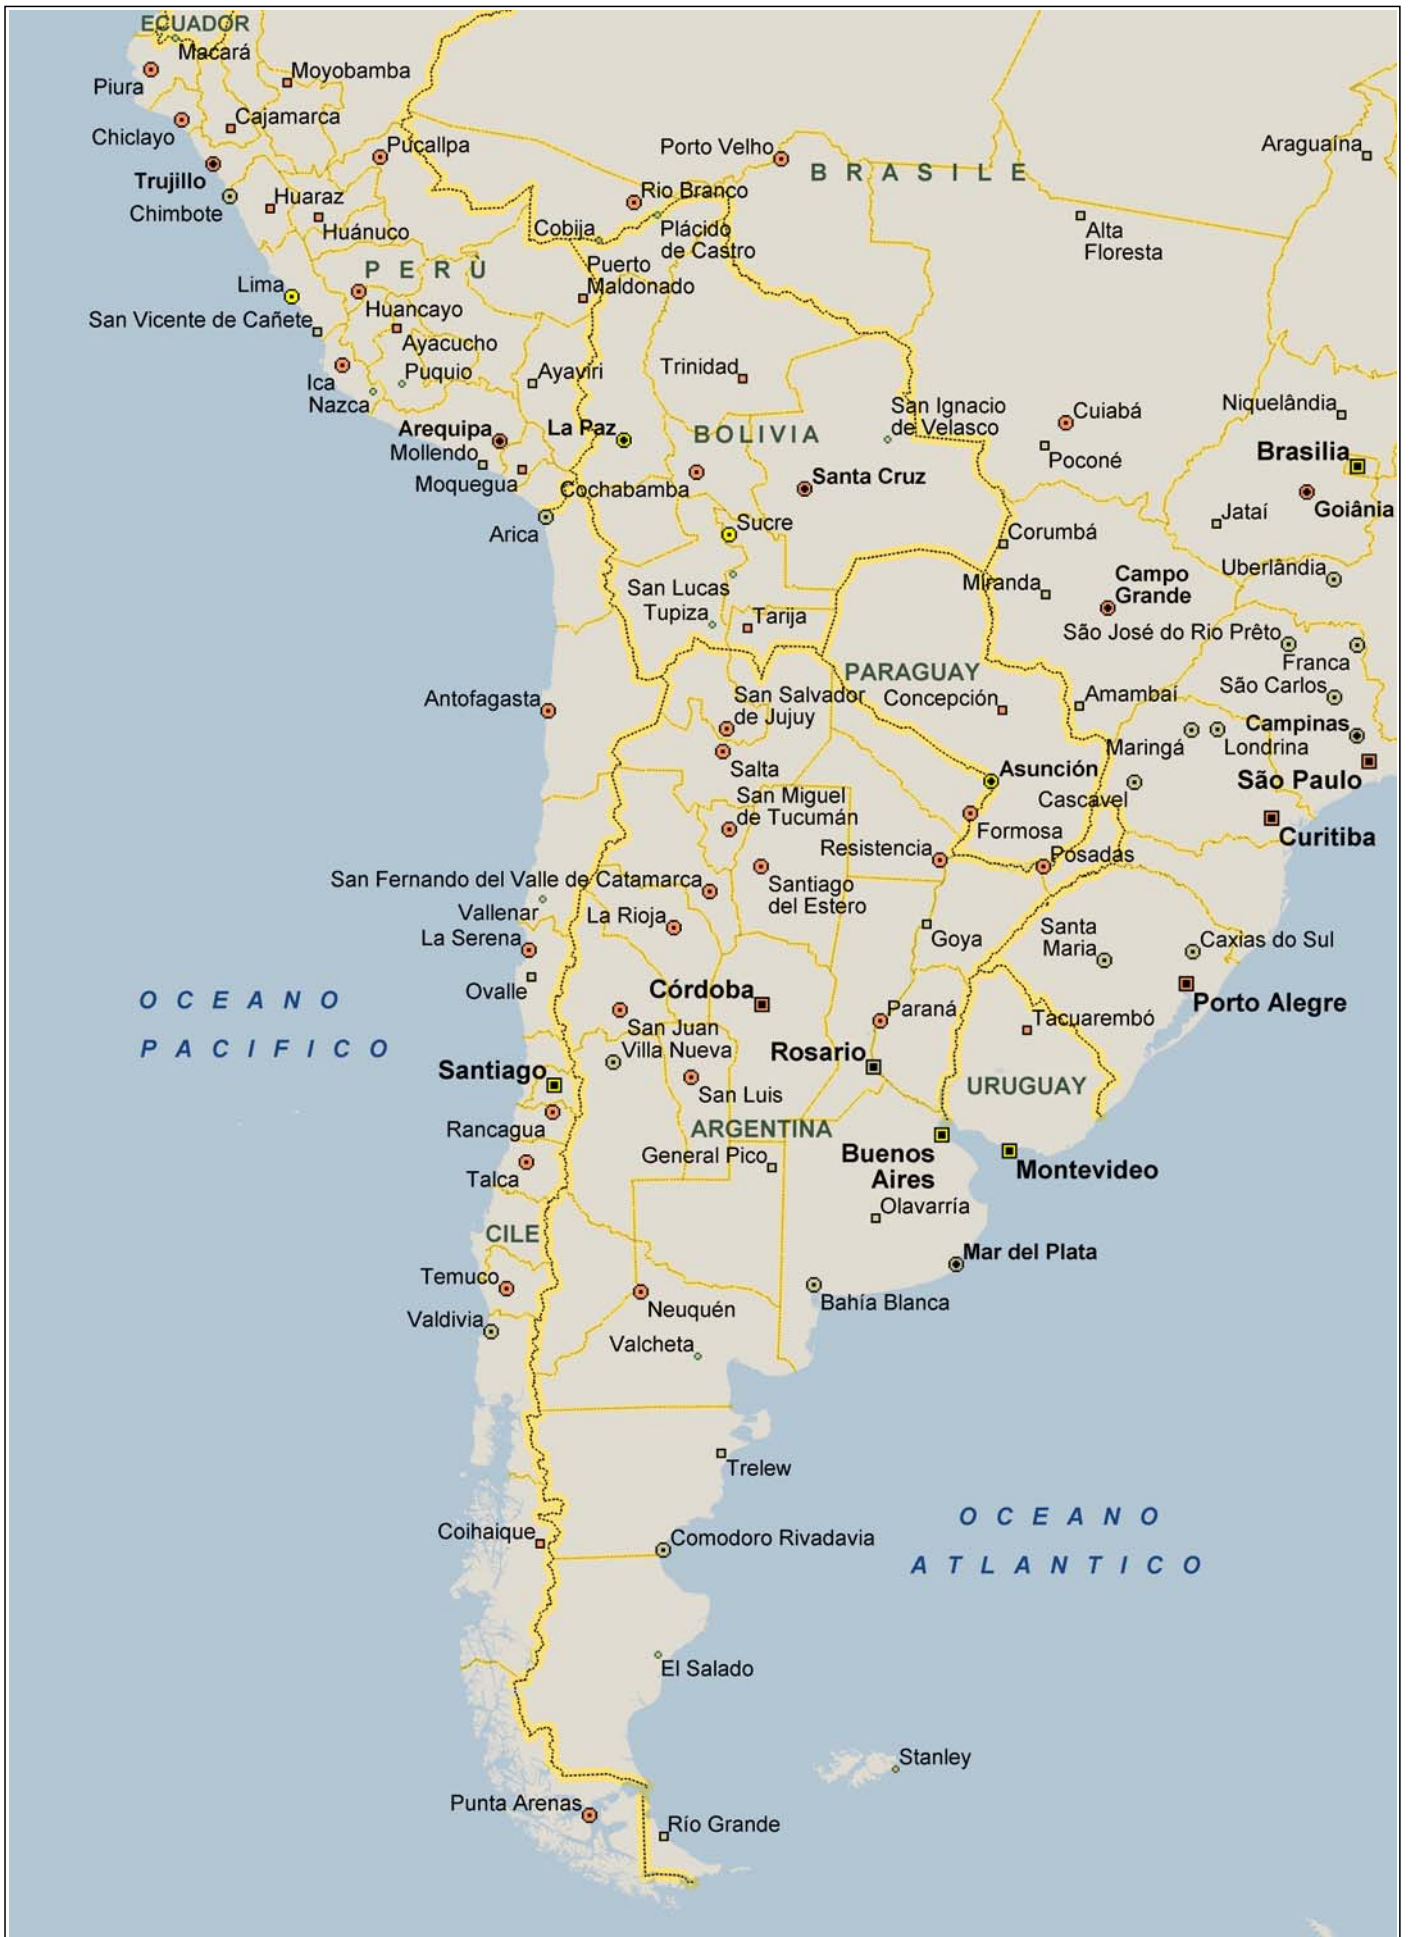 ECUADOR
Macará
Piura
Moyobamba
Chiclayo
Cajamarca
Pucallpa
Porto Velho
BRASILE
Araguaína
Trujillo
Chimbote
Huaraz
Huánuco
Rio Branco
Cobija
Plácido
de Castro
Alta
Floresta
PERÙ
Puerto
Maldonado
Lima
Huancayo
San Vicente de Cañete
Ayacucho
Ica
Nazca
Puquio
Ayaviri
Trinidad
San Ignacio
de Velasco
Cuiabá
Niquelândia
Arequipa
La Paz
BOLIVIA
Mollendo
Moquegua
Cochabamba
Santa Cruz
Poconé
Brasilia
Jataí
Goiânia
Arica
Sucre
Corumbá
San Lucas
Tupiza
Tarija
Miranda
Campo
Grande
Uberlândia
São José do Rio Prêto
Franca
PARAGUAY
Antofagasta
San Salvador
de Jujuy
Concepción
Amambaí
São Carlos
Salta
Maringá
Londrina
Campinas
Asunción
São Paulo
San Miguel
de Tucumán
Cascavel
Formosa
Curitiba
Resistencia
Posadas
San Fernando del Valle de Catamarca
Santiago
del Estero
Vallenar
La Rioja
La Serena
Goya
Santa
Maria
Caxias do Sul
Ovalle
Córdoba
Paraná
Porto Alegre
OCEANO
PACIFICO
San Juan
Villa Nueva
Tacuarembó
Rosario
Santiago
San Luis
URUGUAY
Rancagua
ARGENTINA
General Pico
Buenos
Aires
Montevideo
Talca
Olavarría
CILE
Mar del Plata
Temuco
Neuquén
Bahía Blanca
Valdivia
Valcheta
Trelew
Coihaique
Comodoro Rivadavia
OCEANO
ATLANTICO
El Salado
Stanley
Punta Arenas
Río Grande